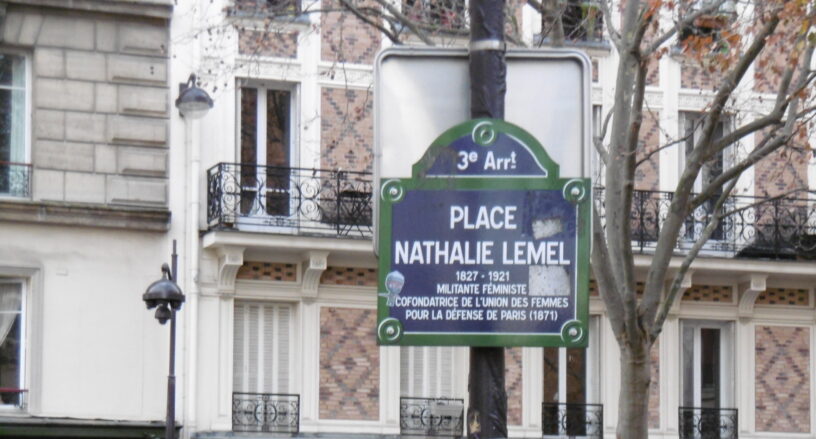 3e Arrt
PLACE
NATHALIE LEMEL
1827 - 1921
MILITANTE FÉMINISTE
COFONDATRICE DE L'UNION DES FEMMES
POUR LA DÉFENSE DE PARIS (1871)